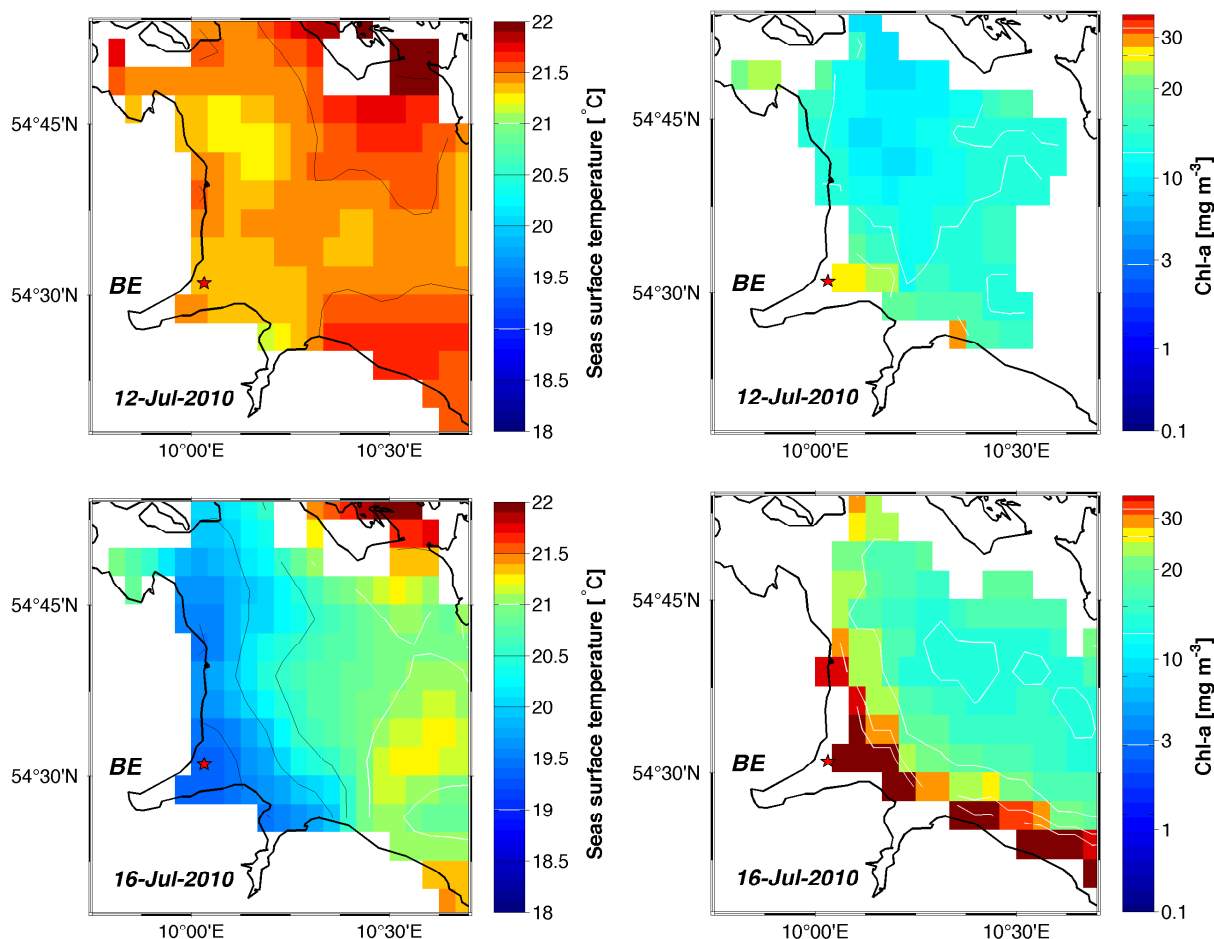 54°45'N
54°30'N
10°00'E
10°30'E
BE
12-Jul-2010
22
21.5
21
20.5
20
19.5
19
18.5
18
Seas surface temperature [ °C]
54°45'N
54°30'N
10°00'E
10°30'E
BE
12-Jul-2010
30
20
10
3
1
0.1
Chl-a [mg m-3]
54°45'N
54°30'N
10°00'E
10°30'E
BE
16-Jul-2010
22
21.5
21
20.5
20
19.5
19
18.5
18
Seas surface temperature [ °C]
54°45'N
54°30'N
10°00'E
10°30'E
BE
16-Jul-2010
30
20
10
3
1
0.1
Chl-a [mg m-3]